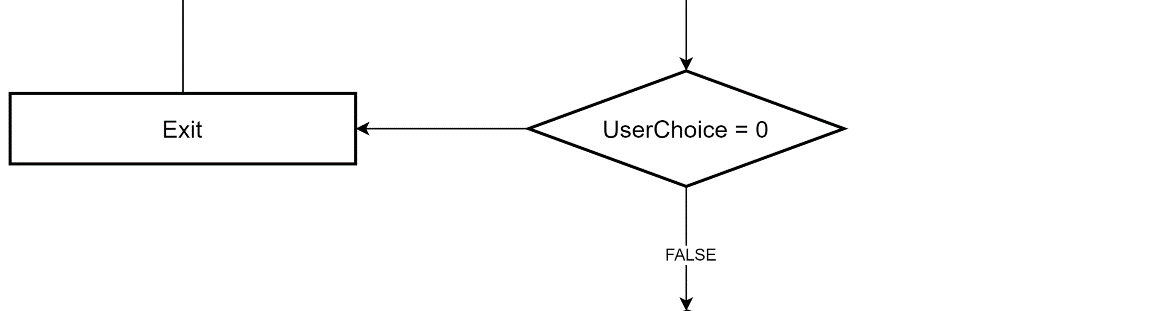 Exit
UserChoice = 0
FALSE